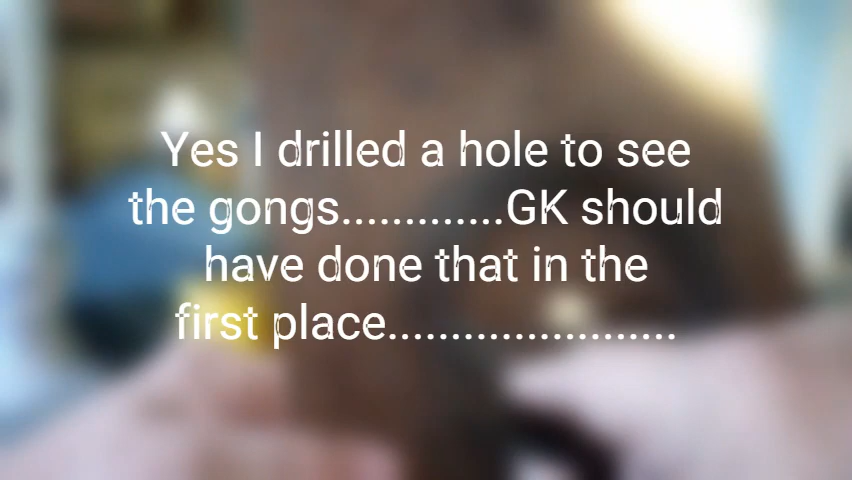 Yes I drilled a hole to see
the gongs.............GK should
have done that in the
first place.......................